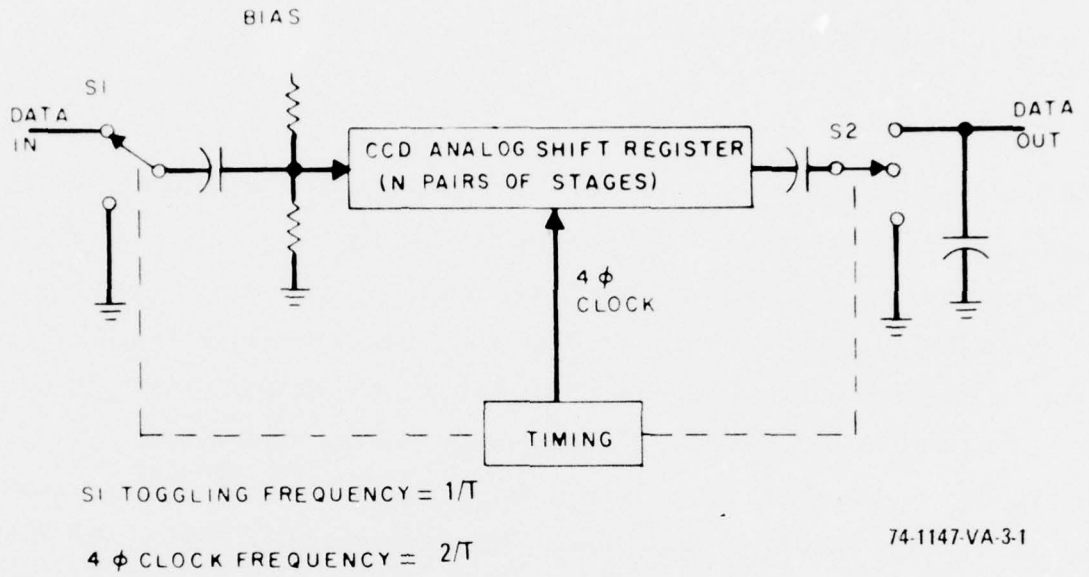 BIAS
S1
DATA
IN
CCD ANALOG SHIFT REGISTER
(N PAIRS OF STAGES)
S2
DATA
OUT
4 ϕ
CLOCK
TIMING
S1 TOGGLING FREQUENCY = 1/T
4 ϕ CLOCK FREQUENCY = 2/T
74-1147-VA-3-1